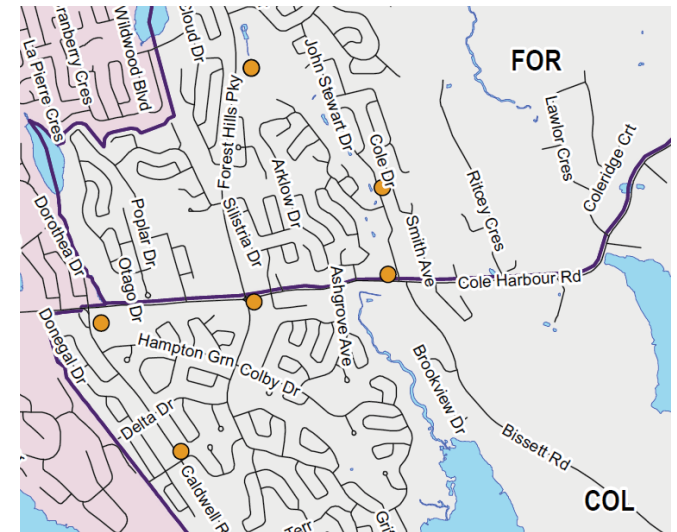 Cranberry Cres
La Pierre Cres
Wildwood Blvd
Cloud Dr
Forest Hills Pky
John Stewart Dr
FOR
Lawlor Cres
Coleridge Crt
Cole Dr
Arklow Dr
Ritcey Cres
Silistria Dr
Smith Ave
Poplar Dr
Dorothea Dr
Otago Dr
Cole Harbour Rd
Ashgrove Ave
Donegal Dr
Hampton Grn
Colby Dr
Brookview Dr
Delta Dr
Bissett Rd
Caldwell R
COL
Terr